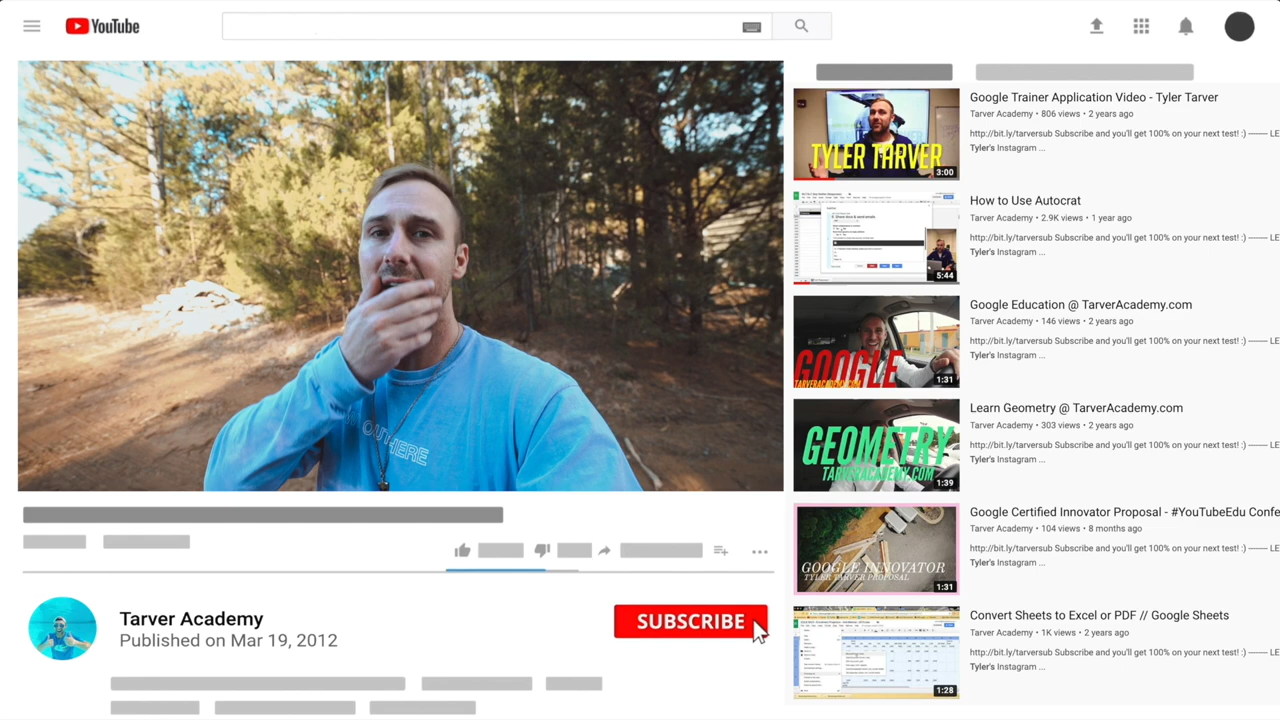 YouTube
OUTHERE
Tarver Academy
Published on Mar 19, 2012
SUBSCRIBE
TYLER TARVER
3:00
Google Trainer Application Video - Tyler Tarver
Tarver Academy • 806 views • 2 years ago
http://bit.ly/tarversub Subscribe and you'll get 100% on your next test! :) ------- LE
Tyler's Instagram ...
5:44
How to Use Autocrat
Tarver Academy • 2.9K views • 1 year ago
http://bit.ly/tarversub Subscribe and you'll get 100% on your next test! :) ------- LE
Tyler's Instagram ...
GOOGLE
TARVERACADEMY.COM
1:31
Google Education @ TarverAcademy.com
Tarver Academy • 146 views • 2 years ago
http://bit.ly/tarversub Subscribe and you'll get 100% on your next test! :) ------- LE
Tyler's Instagram ...
GEOMETRY
TARVERACADEMY.COM
1:39
Learn Geometry @ TarverAcademy.com
Tarver Academy • 303 views • 2 years ago
http://bit.ly/tarversub Subscribe and you'll get 100% on your next test! :) ------- LE
Tyler's Instagram ...
GOOGLE INNOVATOR
TYLER TARVER PROPOSAL
1:31
Google Certified Innovator Proposal - #YouTubeEdu Confe
Tarver Academy • 104 views • 8 months ago
http://bit.ly/tarversub Subscribe and you'll get 100% on your next test! :) ------- LE
Tyler's Instagram ...
1:28
Convert Sheets to Excel or PDF // Google Sheets
Tarver Academy • 1K views • 2 years ago
http://bit.ly/tarversub Subscribe and you'll get 100% on your next test! :) ------- LE
Tyler's Instagram ...